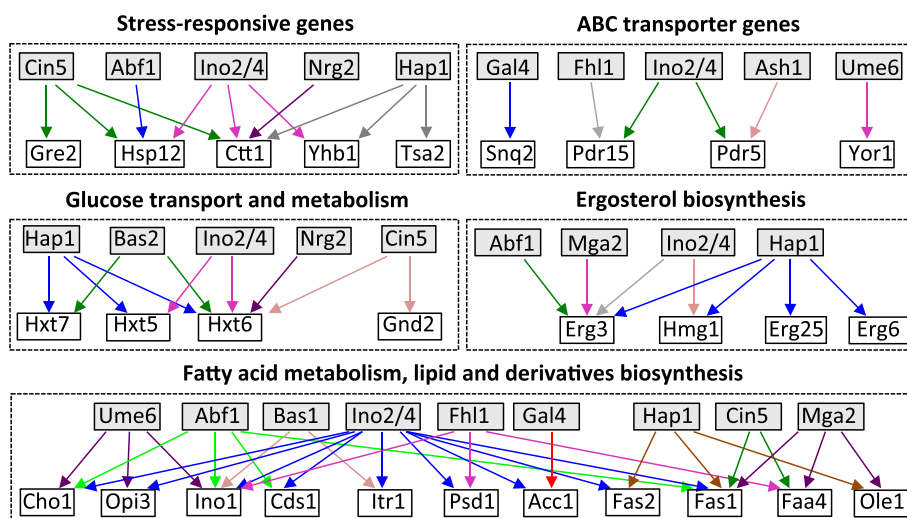 Stress-responsive genes
Cin5 Abf1 Ino2/4 Nrg2 Hap1
Gre2 Hsp12 Ctt1 Yhb1 Tsa2
ABC transporter genes
Gal4 Fhl1 Ino2/4 Ash1 Ume6
Snq2 Pdr15 Pdr5 Yor1
Glucose transport and metabolism
Hap1 Bas2 Ino2/4 Nrg2 Cin5
Hxt7 Hxt5 Hxt6 Gnd2
Ergosterol biosynthesis
Abf1 Mga2 Ino2/4 Hap1
Erg3 Hmg1 Erg25 Erg6
Fatty acid metabolism, lipid and derivatives biosynthesis
Ume6 Abf1 Bas1 Ino2/4 Fhl1 Gal4 Hap1 Cin5 Mga2
Cho1 Opi3 Ino1 Cds1 Itr1 Psd1 Acc1 Fas2 Fas1 Faa4 Ole1